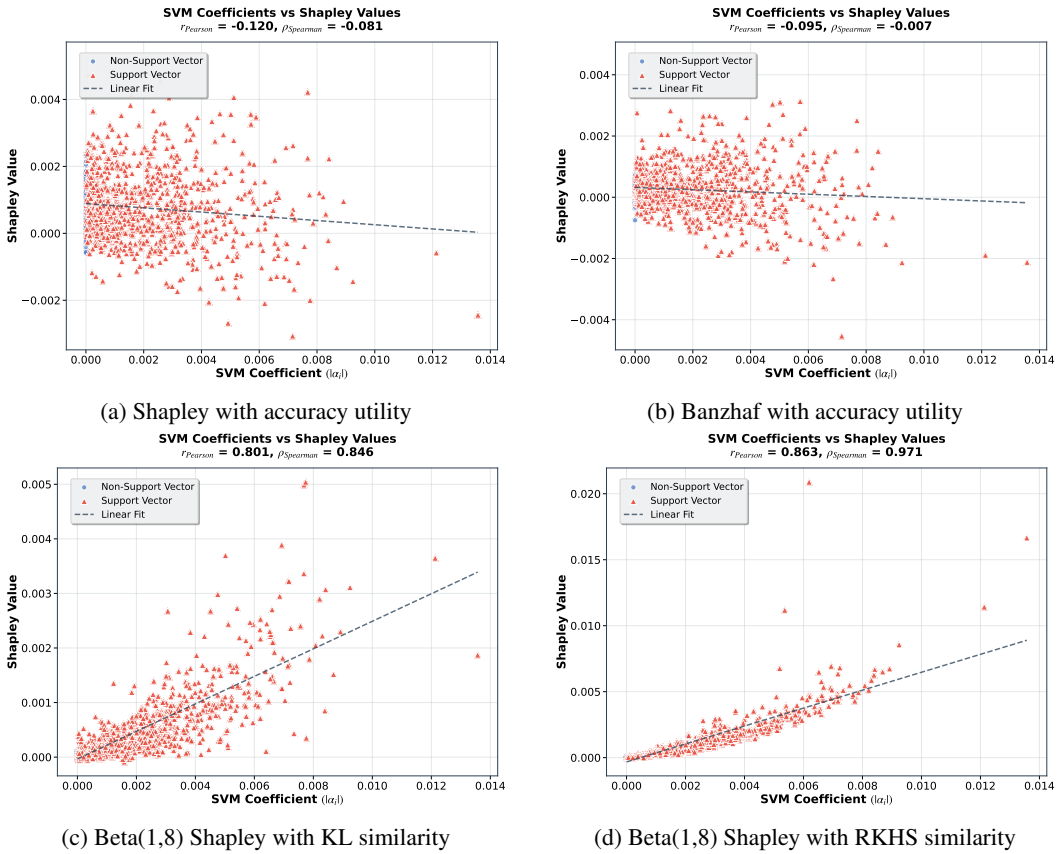 SVM Coefficients vs Shapley Values
r_Pearson = -0.120, ρ_Spearman = -0.081
Non-Support Vector
Support Vector
Linear Fit
Shapley Value
0.004
0.002
0.000
−0.002
0.000 0.002 0.004 0.006 0.008 0.010 0.012 0.014
SVM Coefficient (|α_i|)
(a) Shapley with accuracy utility
SVM Coefficients vs Shapley Values
r_Pearson = -0.095, ρ_Spearman = -0.007
Non-Support Vector
Support Vector
Linear Fit
Shapley Value
0.004
0.002
0.000
−0.002
−0.004
0.000 0.002 0.004 0.006 0.008 0.010 0.012 0.014
SVM Coefficient (|α_i|)
(b) Banzhaf with accuracy utility
SVM Coefficients vs Shapley Values
r_Pearson = 0.801, ρ_Spearman = 0.846
Non-Support Vector
Support Vector
Linear Fit
Shapley Value
0.005
0.004
0.003
0.002
0.001
0.000
0.000 0.002 0.004 0.006 0.008 0.010 0.012 0.014
SVM Coefficient (|α_i|)
(c) Beta(1,8) Shapley with KL similarity
SVM Coefficients vs Shapley Values
r_Pearson = 0.863, ρ_Spearman = 0.971
Non-Support Vector
Support Vector
Linear Fit
Shapley Value
0.020
0.015
0.010
0.005
0.000
0.000 0.002 0.004 0.006 0.008 0.010 0.012 0.014
SVM Coefficient (|α_i|)
(d) Beta(1,8) Shapley with RKHS similarity